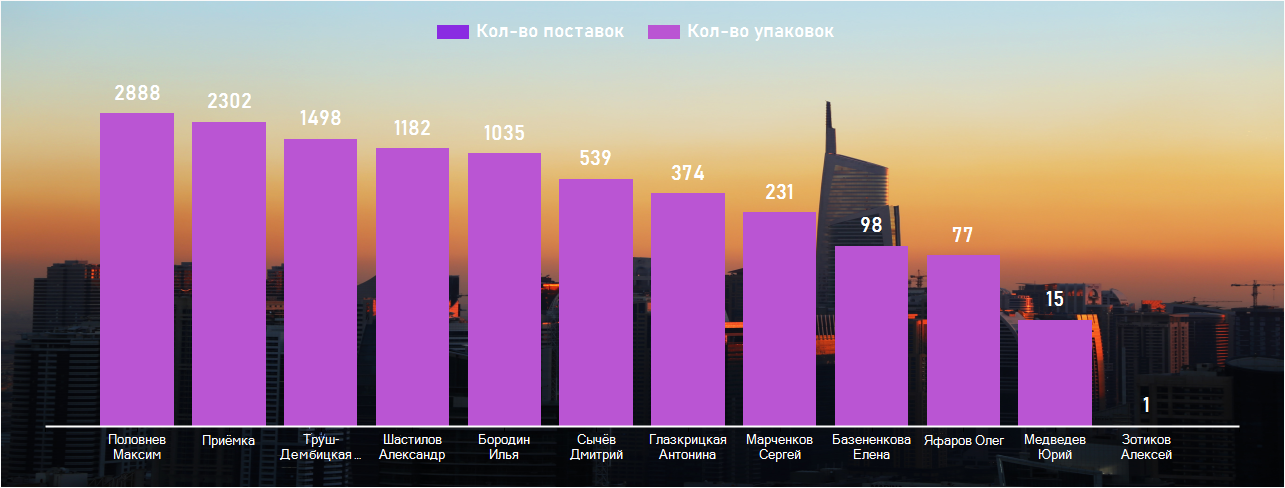 Кол-во поставок Кол-во упаковок
2888
2302
1498
1182
1035
539
374
231
98
77
15
1
Половнев
Максим
Приёмка
Труш-
Дембицкая...
Шастилов
Александр
Бородин
Илья
Сычёв
Дмитрий
Глазкрицкая
Антонина
Марченков
Сергей
Базененкова
Елена
Яфаров Олег
Медведев
Юрий
Зотиков
Алексей